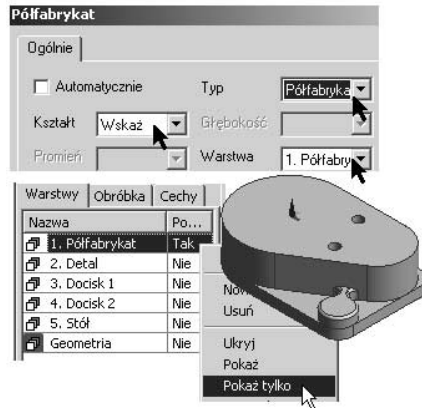 Półfabrykat
Ogólnie
Automatycznie Typ Półfabryka
Kształt Wskaż Głębokość
Promień Warstwa 1. Półfabry
Warstwy Obróbka Cechy
Nazwa Po...
1. Półfabrykat Tak
2. Detal Nie
3. Docisk 1 Nie
4. Docisk 2 Nie Usuń
5. Stół Nie
Geometria Nie Ukryj
Pokaż
Pokaż tylko